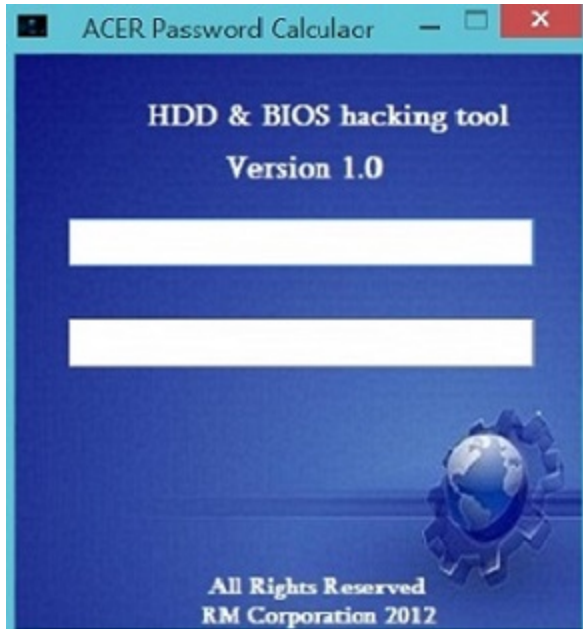 ACER Password Calculaor
HDD & BIOS hacking tool
Version 1.0
All Rights Reserved
RM Corporation 2012